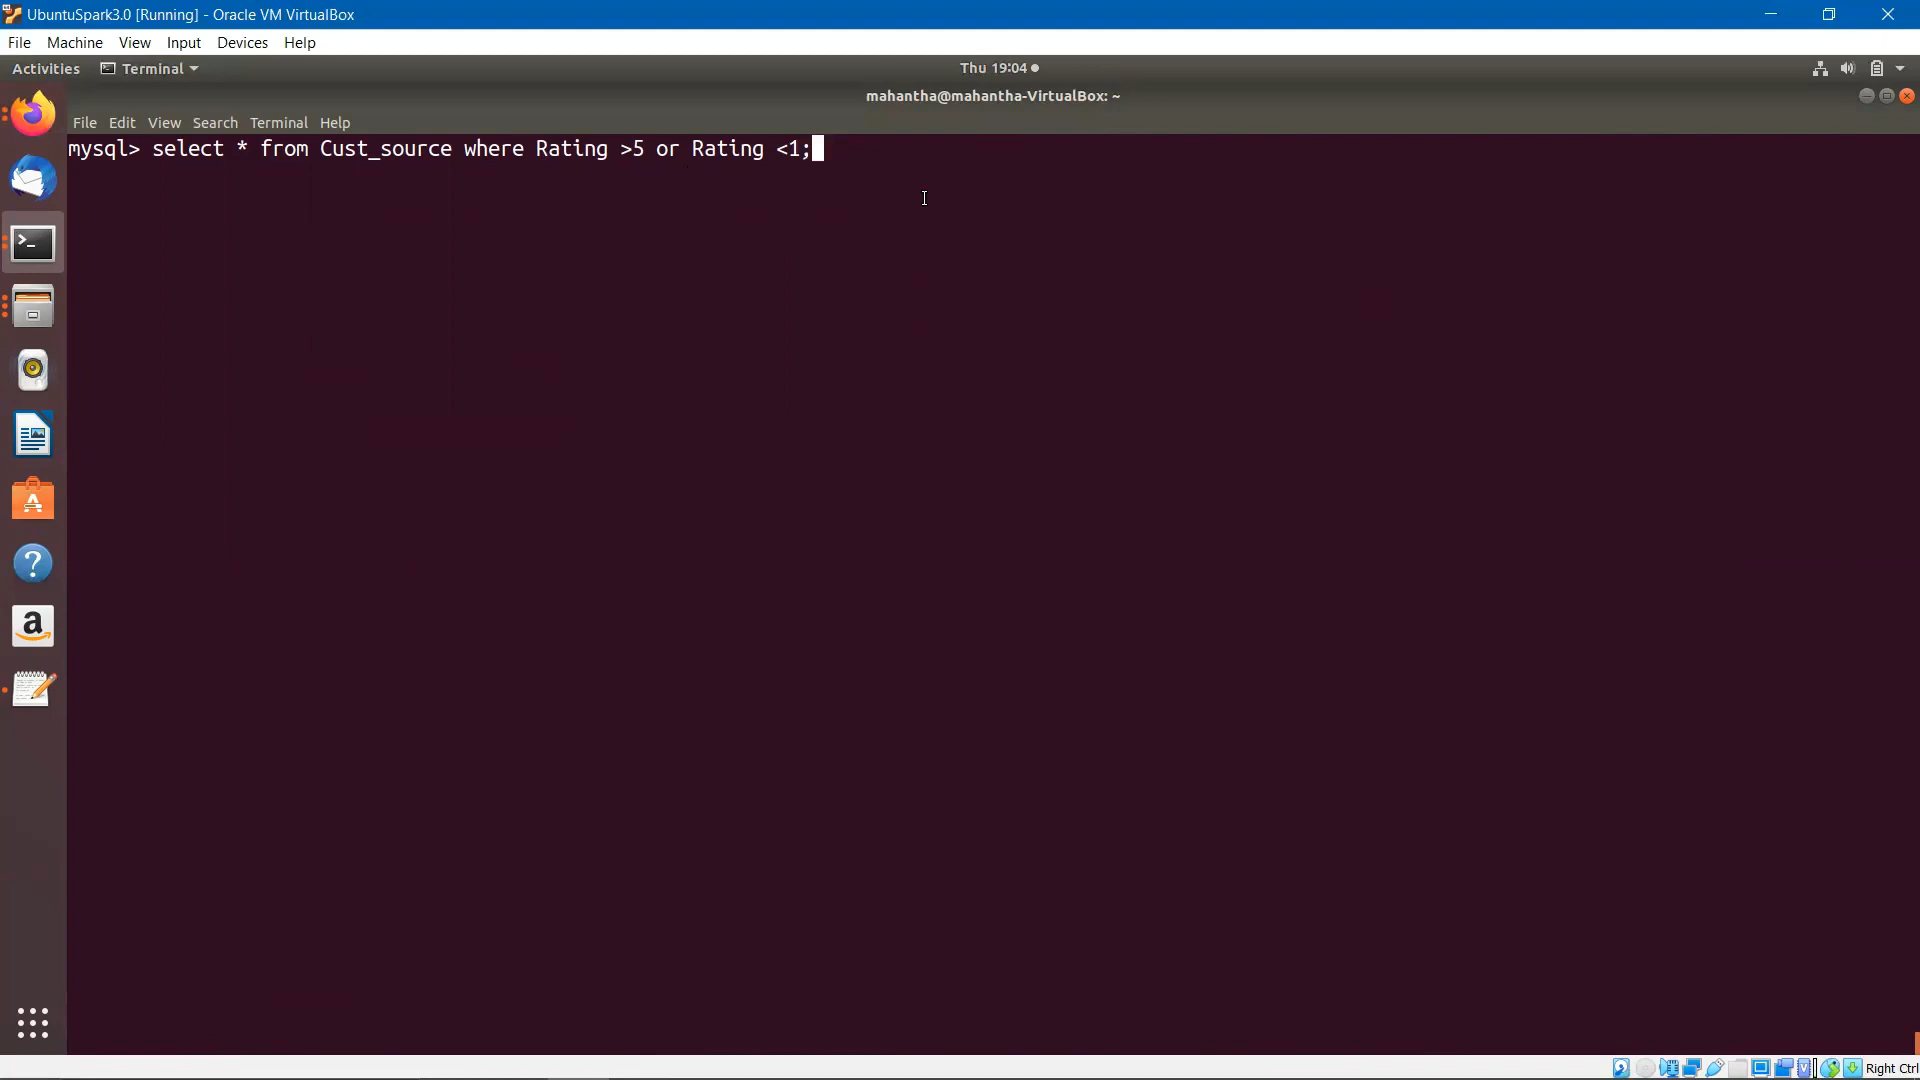 UbuntuSpark3.0 [Running] - Oracle VM VirtualBox
File Machine View Input Devices Help
Activities Terminal Thu 19:04
mahantha@mahantha-VirtualBox: ~
File Edit View Search Terminal Help
mysql> select * from Cust_source where Rating >5 or Rating <1;
Right Ctrl